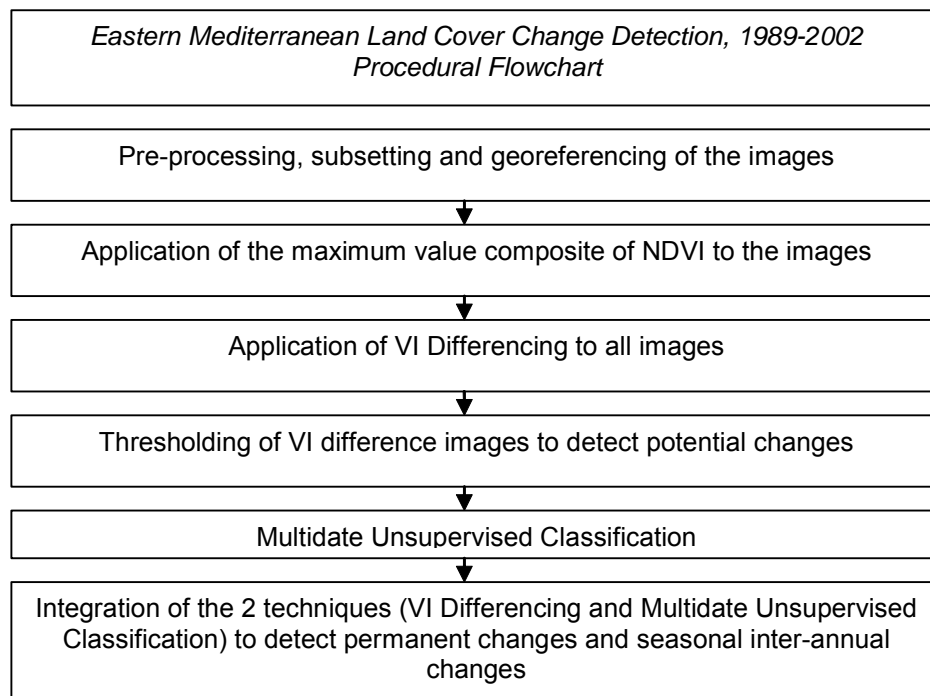 Eastern Mediterranean Land Cover Change Detection, 1989-2002
Procedural Flowchart
Pre-processing, subsetting and georeferencing of the images
Application of the maximum value composite of NDVI to the images
Application of VI Differencing to all images
Thresholding of VI difference images to detect potential changes
Multidate Unsupervised Classification
Integration of the 2 techniques (VI Differencing and Multidate Unsupervised
Classification) to detect permanent changes and seasonal inter-annual
changes